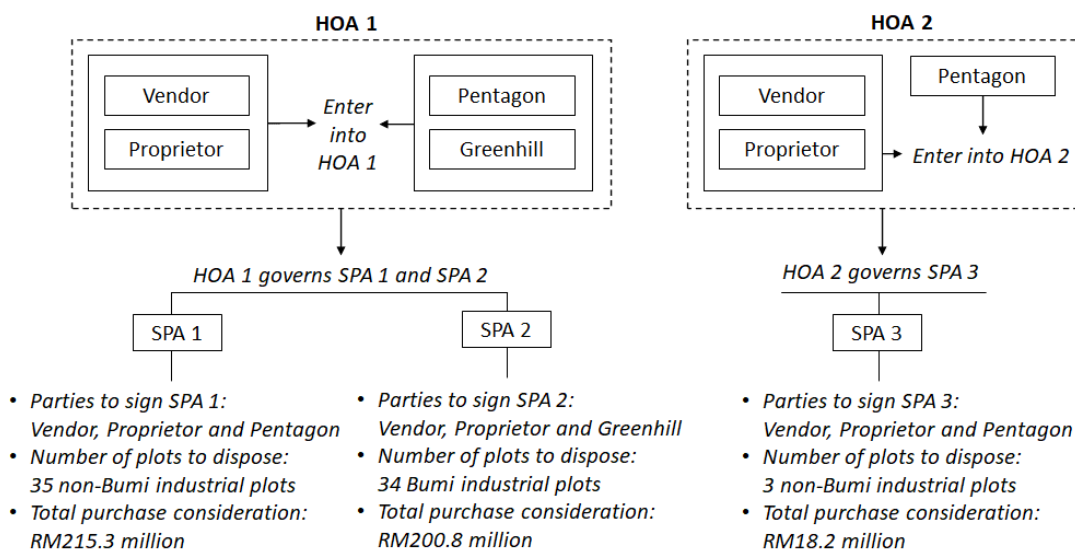 HOA 1
Vendor
Proprietor
Enter
into
HOA 1
Pentagon
Greenhill
HOA 1 governs SPA 1 and SPA 2
SPA 1
• Parties to sign SPA 1:
Vendor, Proprietor and Pentagon
• Number of plots to dispose:
35 non-Bumi industrial plots
• Total purchase consideration:
RM215.3 million
SPA 2
• Parties to sign SPA 2:
Vendor, Proprietor and Greenhill
• Number of plots to dispose:
34 Bumi industrial plots
• Total purchase consideration:
RM200.8 million
HOA 2
Vendor
Proprietor
Pentagon
Enter into HOA 2
HOA 2 governs SPA 3
SPA 3
• Parties to sign SPA 3:
Vendor, Proprietor and Pentagon
• Number of plots to dispose:
3 non-Bumi industrial plots
• Total purchase consideration:
RM18.2 million